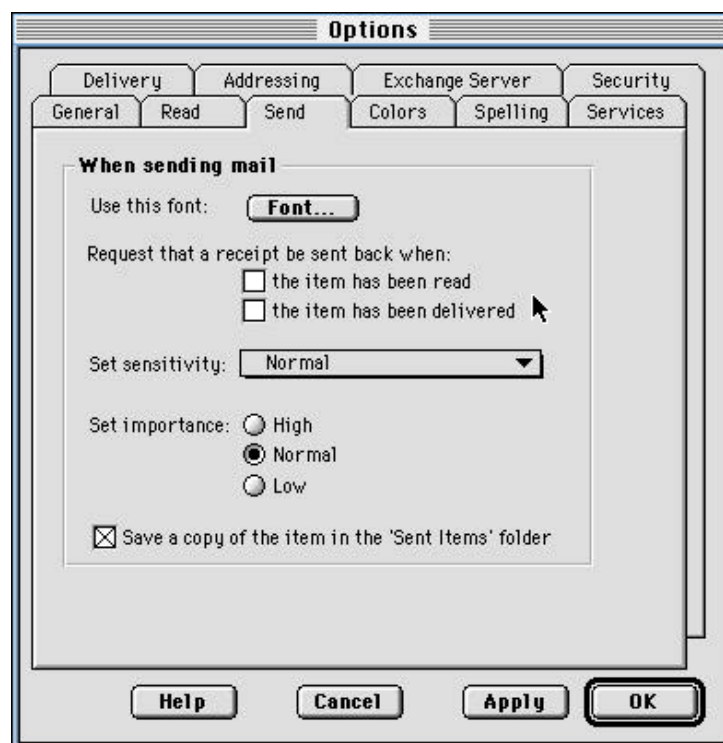 Options
Delivery Addressing Exchange Server Security
General Read Send Colors Spelling Services
When sending mail
Use this font: Font...
Request that a receipt be sent back when:
the item has been read
the item has been delivered
Set sensitivity: Normal
Set importance: High
Normal
Low
Save a copy of the item in the 'Sent Items' folder
Help Cancel Apply OK